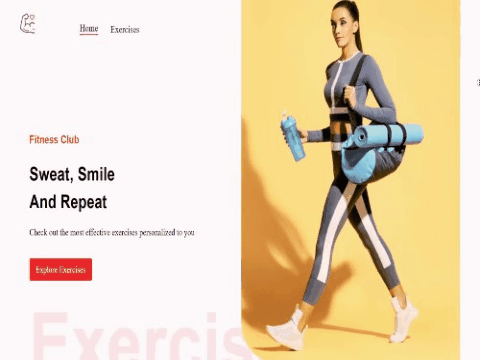 Home Exercises
Fitness Club
Sweat, Smile
And Repeat
Check out the most effective exercises personalized to you
Explore Exercises
Exercis